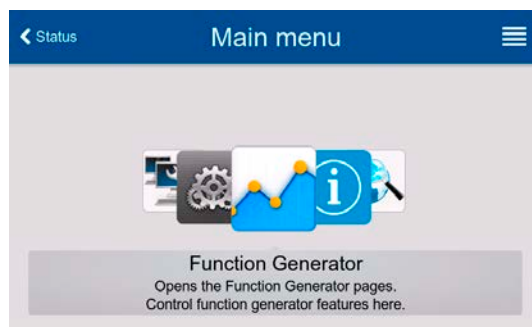 Status
Main menu
Function Generator
Opens the Function Generator pages.
Control function generator features here.